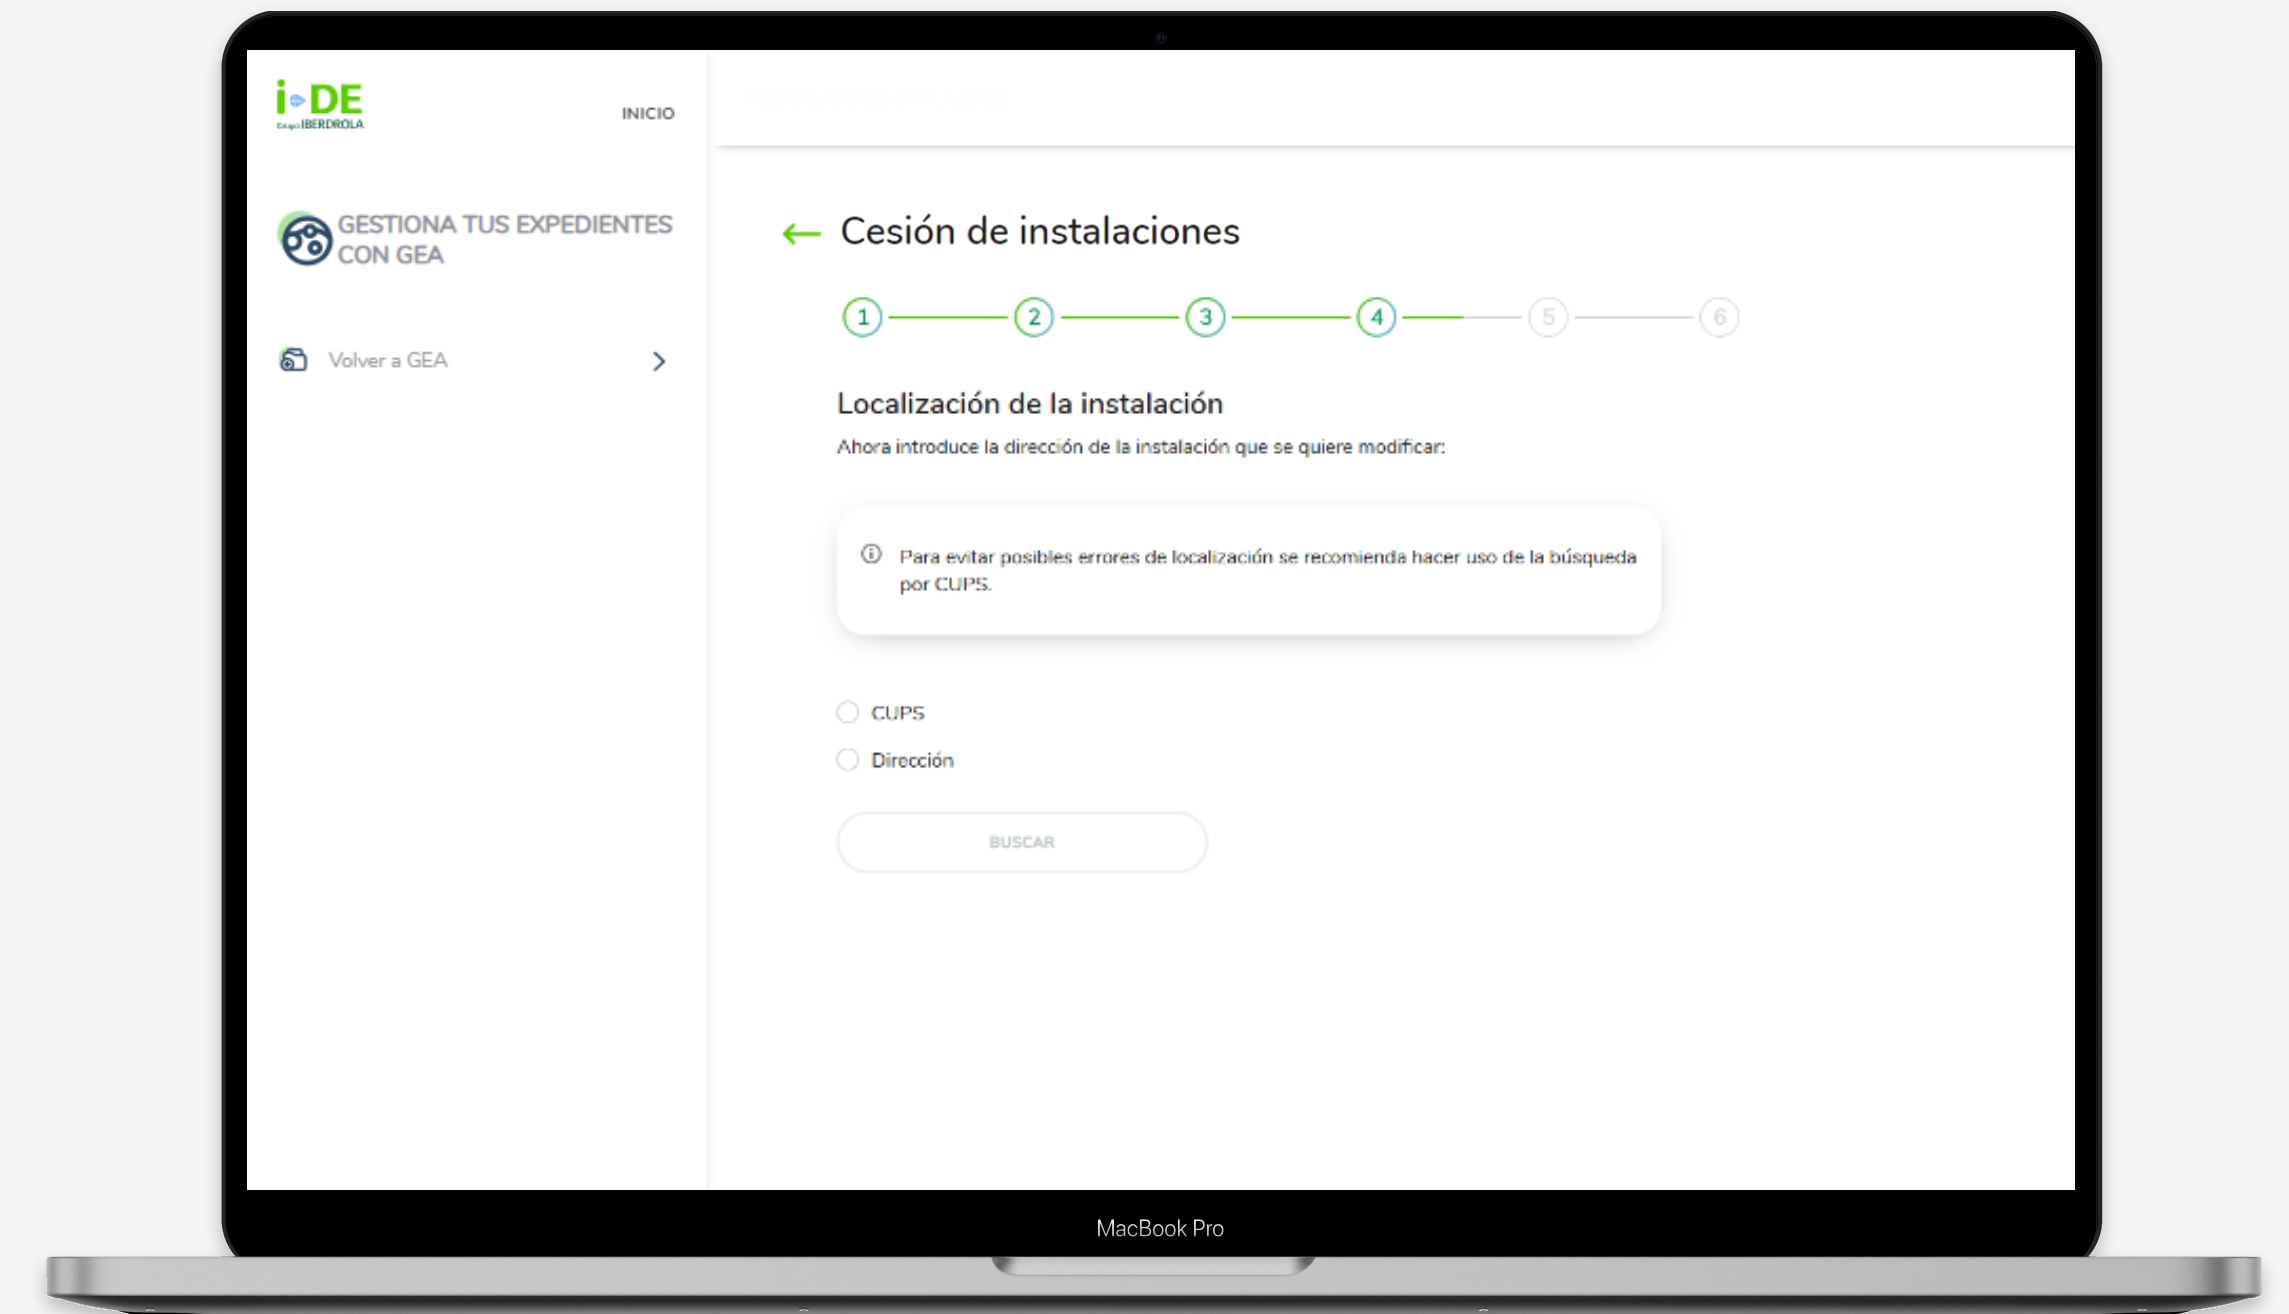 i DE
Grupo IBERDROLA
INICIO
GESTIONA TUS EXPEDIENTES
CON GEA
Volver a GEA
Cesión de instalaciones
1 2 3 4 5 6
Localización de la instalación
Ahora introduce la dirección de la instalación que se quiere modificar:
Para evitar posibles errores de localización se recomienda hacer uso de la búsqueda
por CUPS.
CUPS
Dirección
BUSCAR
MacBook Pro